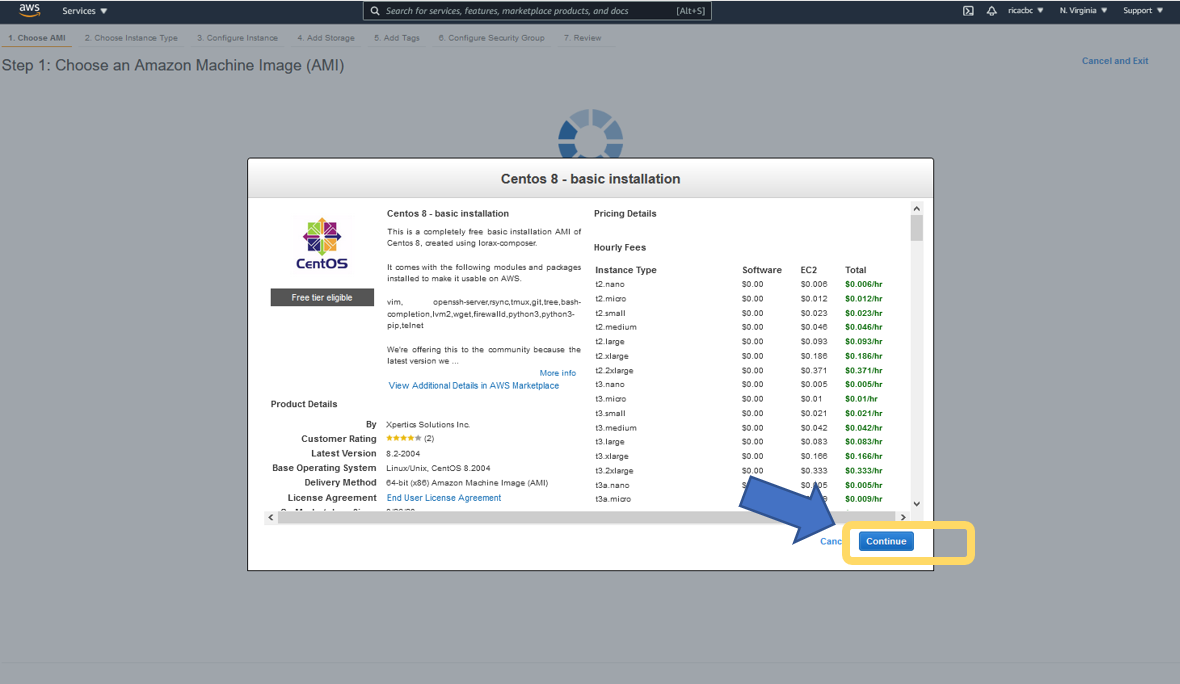 aws
Services
Search for services, features, marketplace products, and docs [Alt+S]
ricacbc
N. Virginia
Support
1. Choose AMI
2. Choose Instance Type
3. Configure Instance
4. Add Storage
5. Add Tags
6. Configure Security Group
7. Review
Step 1: Choose an Amazon Machine Image (AMI)
Cancel and Exit
Centos 8 - basic installation
CentOS
Free tier eligible
Centos 8 - basic installation
This is a completely free basic installation AMI of
Centos 8, created using lorax-composer.
It comes with the following modules and packages
installed to make it usable on AWS.
vim, openssh-server,rsync,tmux,git,tree,bash-
completion,lvm2,wget,firewalld,python3,python3-
pip,telnet
We're offering this to the community because the
latest version we ...
More info
View Additional Details in AWS Marketplace
Product Details
By Xpertics Solutions Inc.
Customer Rating (2)
Latest Version 8.2-2004
Base Operating System Linux/Unix, CentOS 8.2004
Delivery Method 64-bit (x86) Amazon Machine Image (AMI)
License Agreement End User License Agreement
Pricing Details
Hourly Fees
Instance Type Software EC2 Total
t2.nano $0.00 $0.006 $0.006/hr
t2.micro $0.00 $0.012 $0.012/hr
t2.small $0.00 $0.023 $0.023/hr
t2.medium $0.00 $0.046 $0.046/hr
t2.large $0.00 $0.093 $0.093/hr
t2.xlarge $0.00 $0.186 $0.186/hr
t2.2xlarge $0.00 $0.371 $0.371/hr
t3.nano $0.00 $0.005 $0.005/hr
t3.micro $0.00 $0.01 $0.01/hr
t3.small $0.00 $0.021 $0.021/hr
t3.medium $0.00 $0.042 $0.042/hr
t3.large $0.00 $0.083 $0.083/hr
t3.xlarge $0.00 $0.166 $0.166/hr
t3.2xlarge $0.00 $0.333 $0.333/hr
t3a.nano $0.005/hr
t3a.micro $0.009/hr
Continue